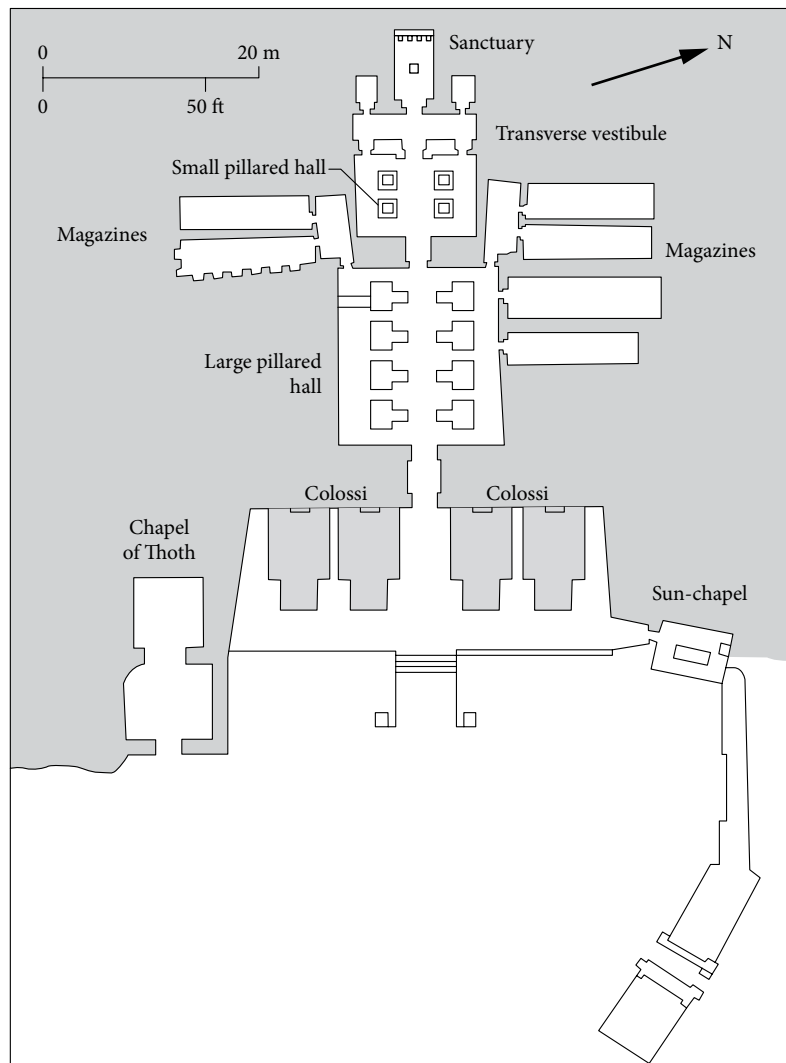 0 20 m
0 50 ft
Sanctuary
N
Transverse vestibule
Small pillared hall
Magazines
Magazines
Large pillared
hall
Colossi
Colossi
Chapel
of Thoth
Sun-chapel